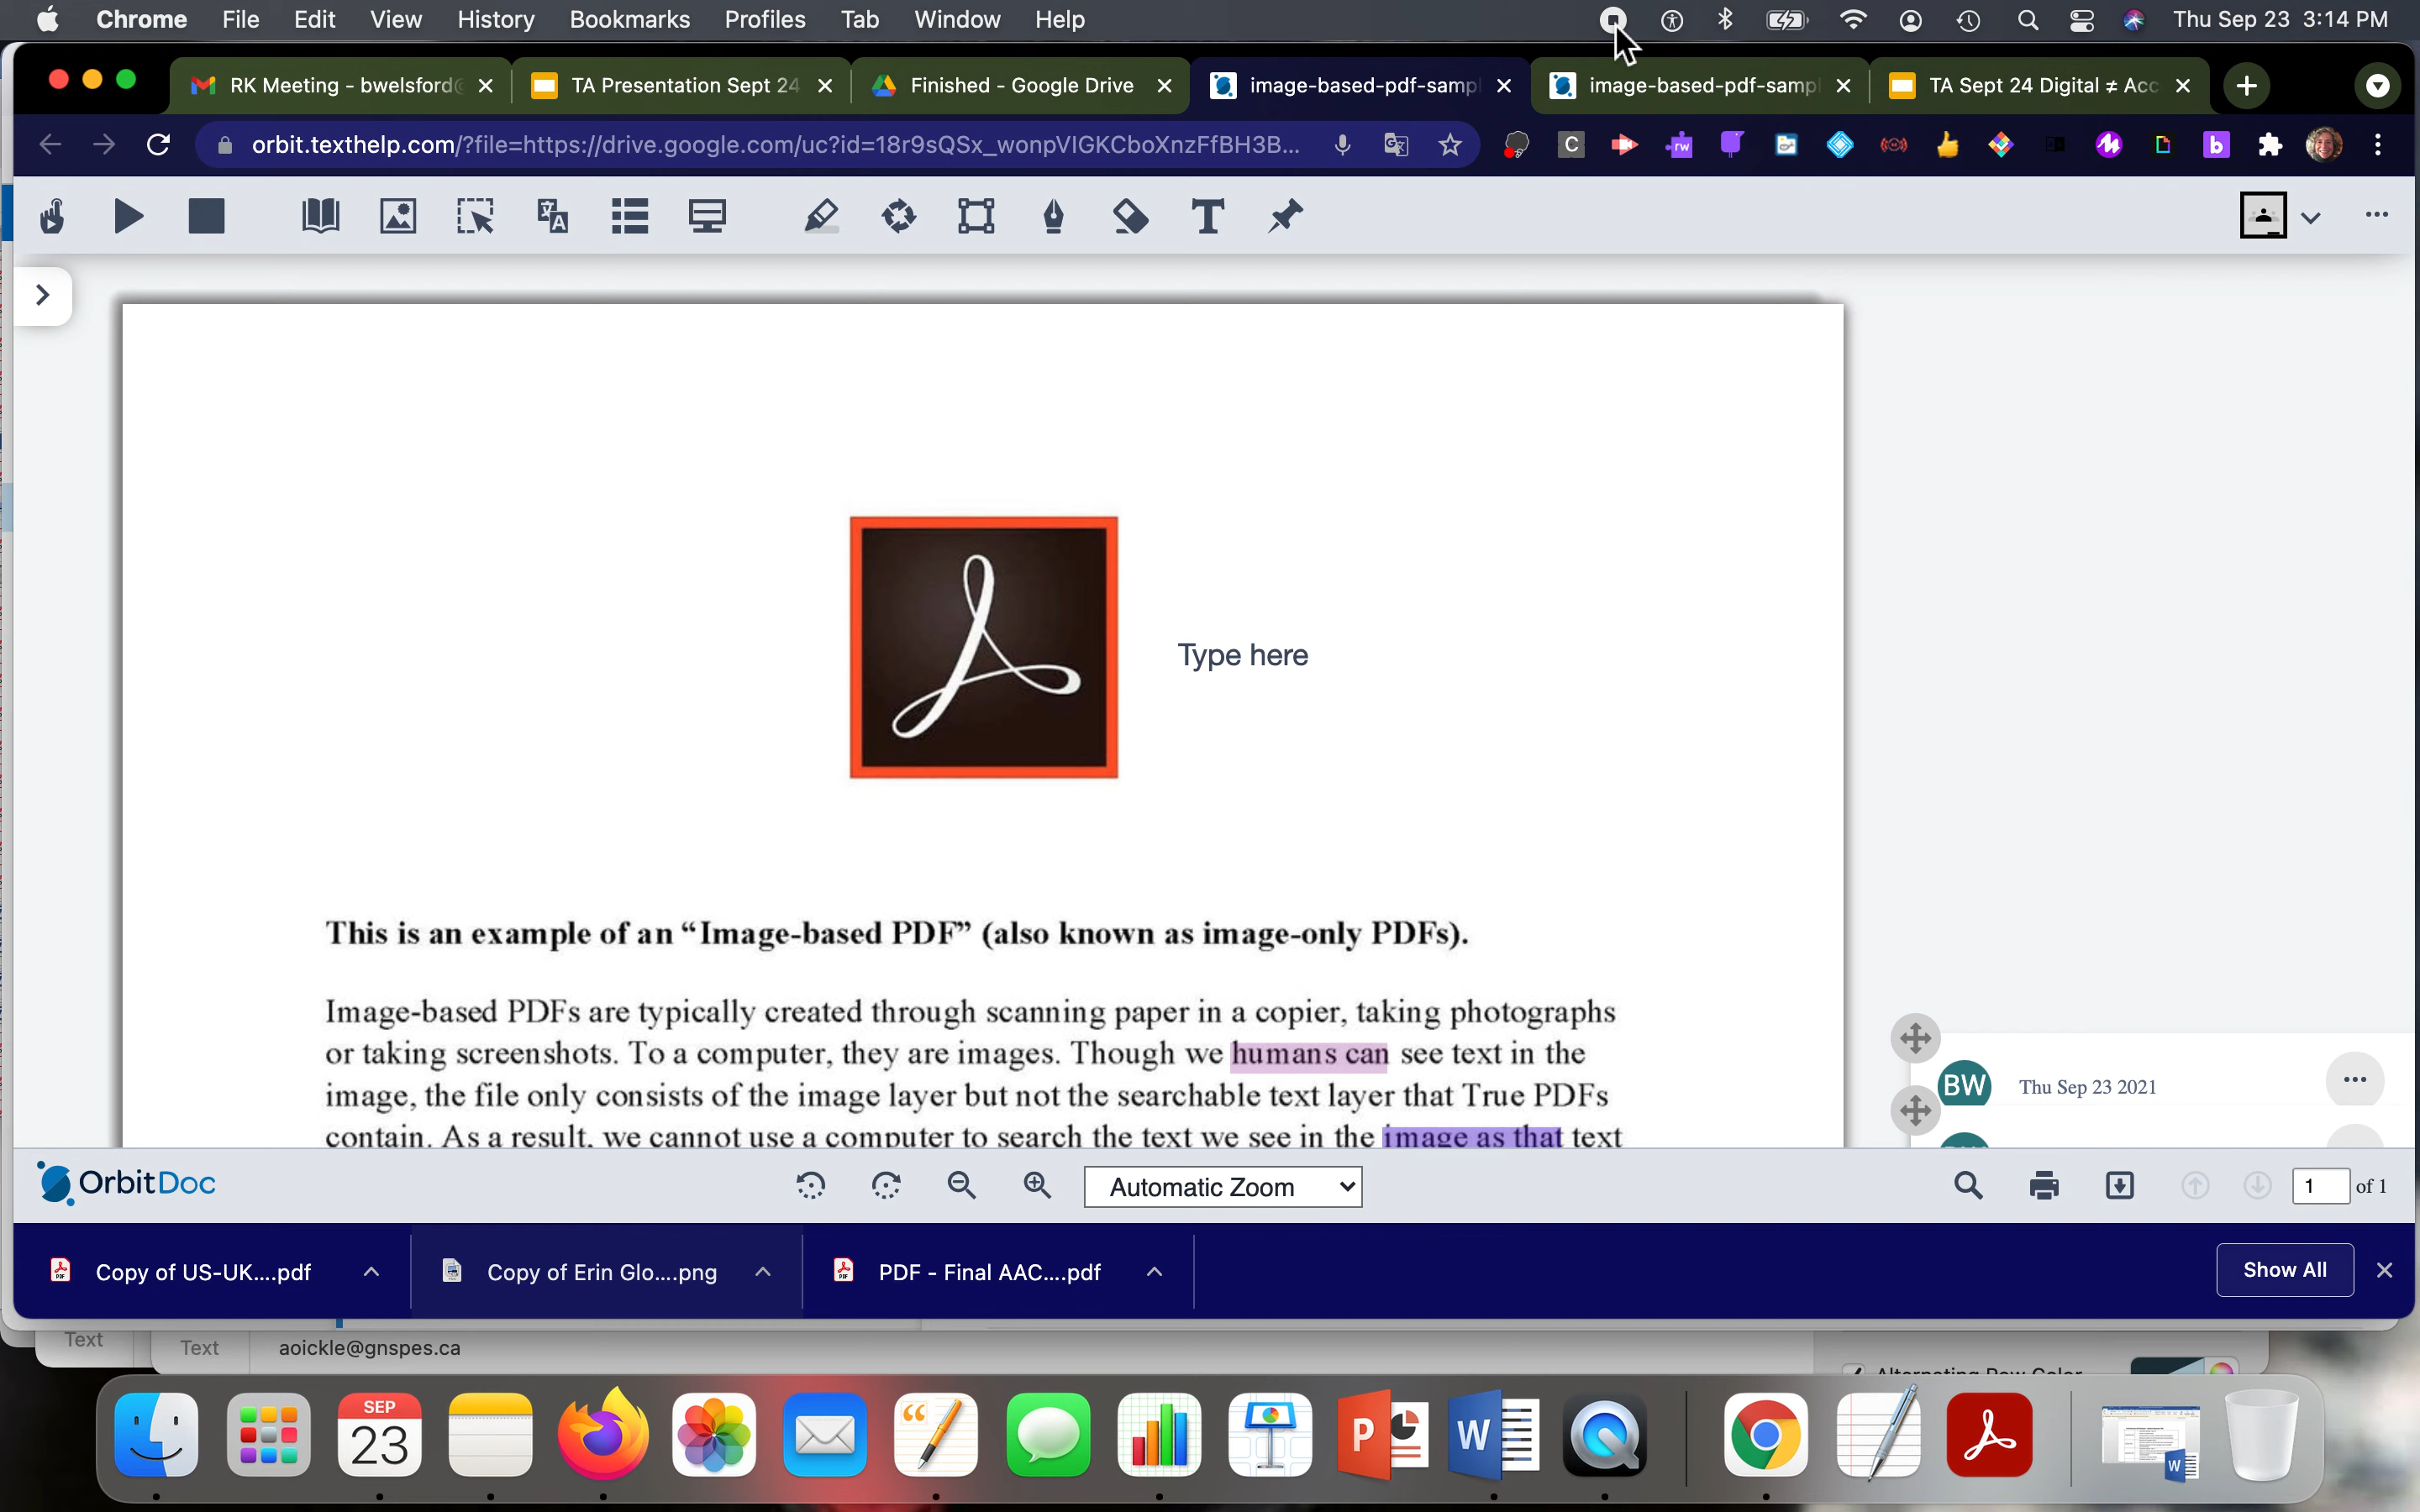 Chrome File Edit View History Bookmarks Profiles Tab Window Help Thu Sep 23 3:14 PM
RK Meeting - bwelsford@ TA Presentation Sept 24 Finished - Google Drive image-based-pdf-sampl image-based-pdf-sampl TA Sept 24 Digital ≠ Acc
orbit.texthelp.com/?file=https://drive.google.com/uc?id=18r9sQSx_wonpVIGKCboXnzFfBH3B...
Type here
This is an example of an “Image-based PDF” (also known as image-only PDFs).
Image-based PDFs are typically created through scanning paper in a copier, taking photographs
or taking screenshots. To a computer, they are images. Though we humans can see text in the
image, the file only consists of the image layer but not the searchable text layer that True PDFs
contain. As a result, we cannot use a computer to search the text we see in the image as that text
BW Thu Sep 23 2021
OrbitDoc Automatic Zoom 1 of 1
Copy of US-UK....pdf Copy of Erin Glo....png PDF - Final AAC....pdf Show All
Text Text aoickle@gnspes.ca
Alternating Row Color
SEP
23